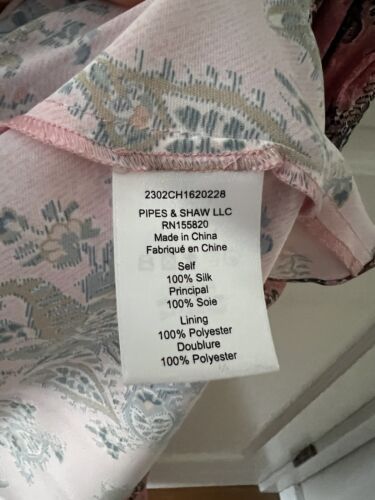 2302CH1620228
PIPES & SHAW LLC
RN155820
Made in China
Fabriqué en Chine
Self
100% Silk
Principal
100% Soie
Lining
100% Polyester
Doublure
100% Polyester